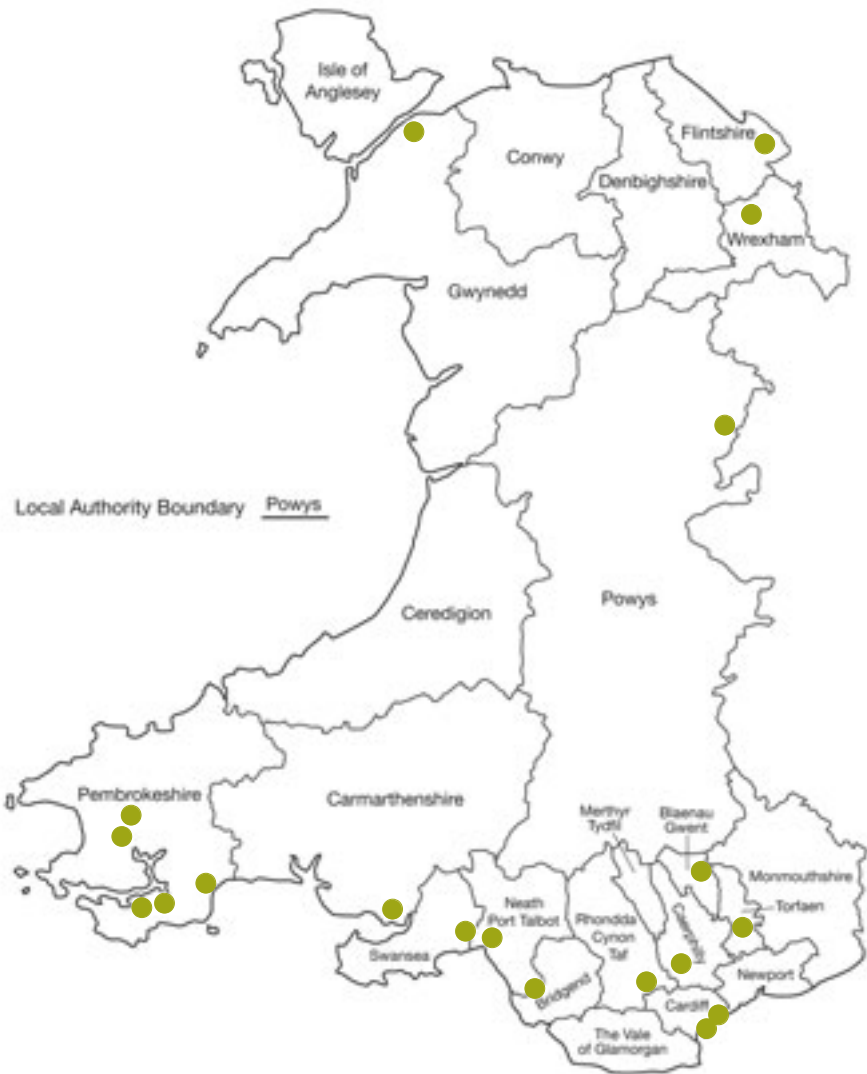 Isle of
Anglesey
Flintshire
Conwy
Denbighshire
Wrexham
Gwynedd
Local Authority Boundary Powys
Ceredigion
Powys
Pembrokeshire
Carmarthenshire
Merthyr
Tydfil
Blaenau
Gwent
Monmouthshire
Neath
Port Talbot
Torfaen
Rhondda
Cynon
Taf
Caerphilly
Swansea
Newport
Bridgend
Cardiff
The Vale
of Glamorgan